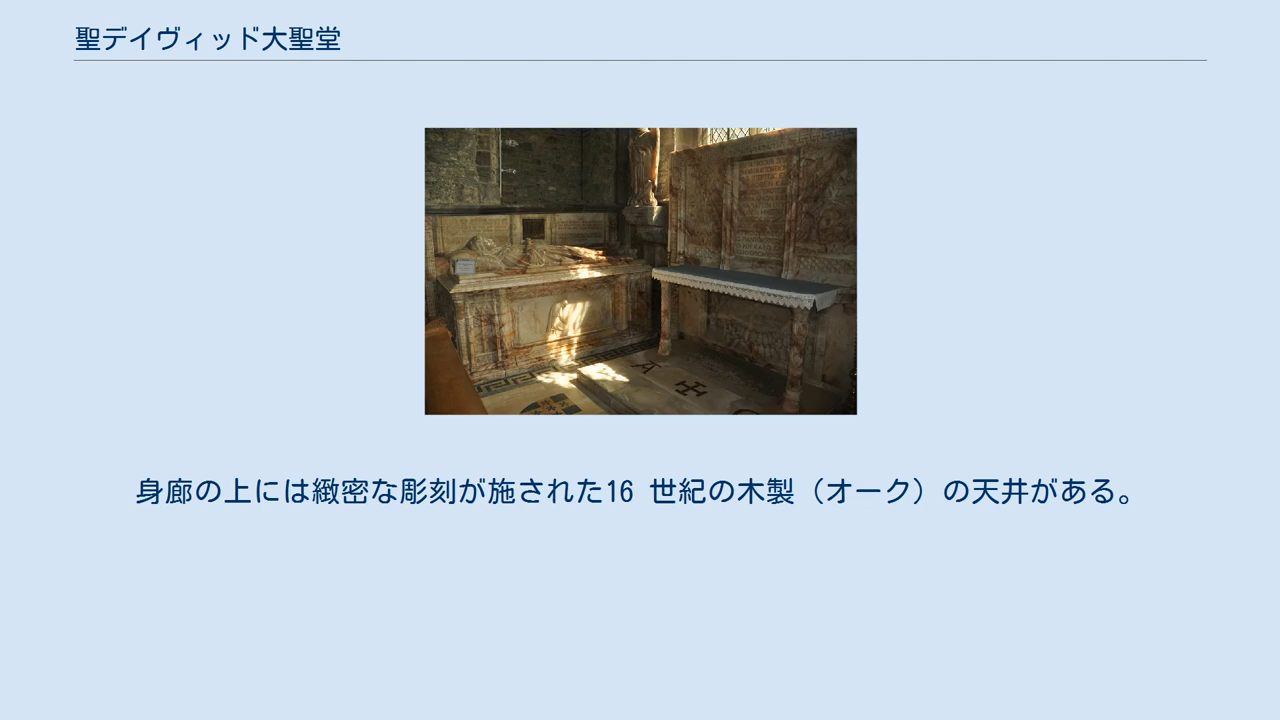 聖デイヴィッド大聖堂
身廊の上には緻密な彫刻が施された16 世紀の木製（オーク）の天井がある。